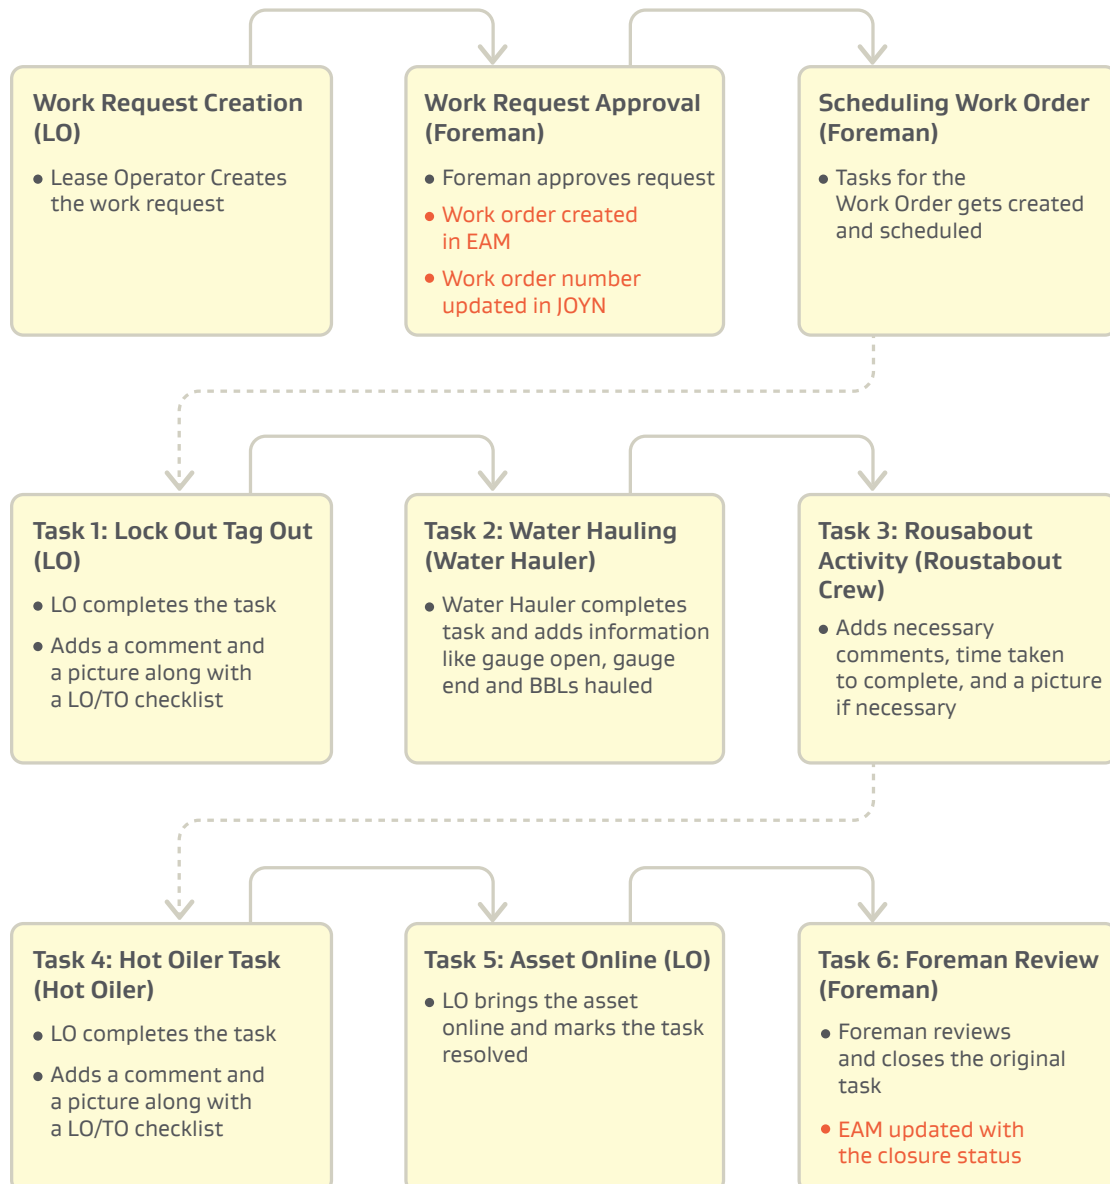 Work Request Creation
(LO)
• Lease Operator Creates
the work request
Work Request Approval
(Foreman)
• Foreman approves request
• Work order created
in EAM
• Work order number
updated in JOYN
Scheduling Work Order
(Foreman)
• Tasks for the
Work Order gets created
and scheduled
Task 1: Lock Out Tag Out
(LO)
• LO completes the task
• Adds a comment and
a picture along with
a LO/TO checklist
Task 2: Water Hauling
(Water Hauler)
• Water Hauler completes
task and adds information
like gauge open, gauge
end and BBLs hauled
Task 3: Rousabout
Activity (Roustabout
Crew)
• Adds necessary
comments, time taken
to complete, and a picture
if necessary
Task 4: Hot Oiler Task
(Hot Oiler)
• LO completes the task
• Adds a comment and
a picture along with
a LO/TO checklist
Task 5: Asset Online (LO)
• LO brings the asset
online and marks the task
resolved
Task 6: Foreman Review
(Foreman)
• Foreman reviews
and closes the original
task
• EAM updated with
the closure status